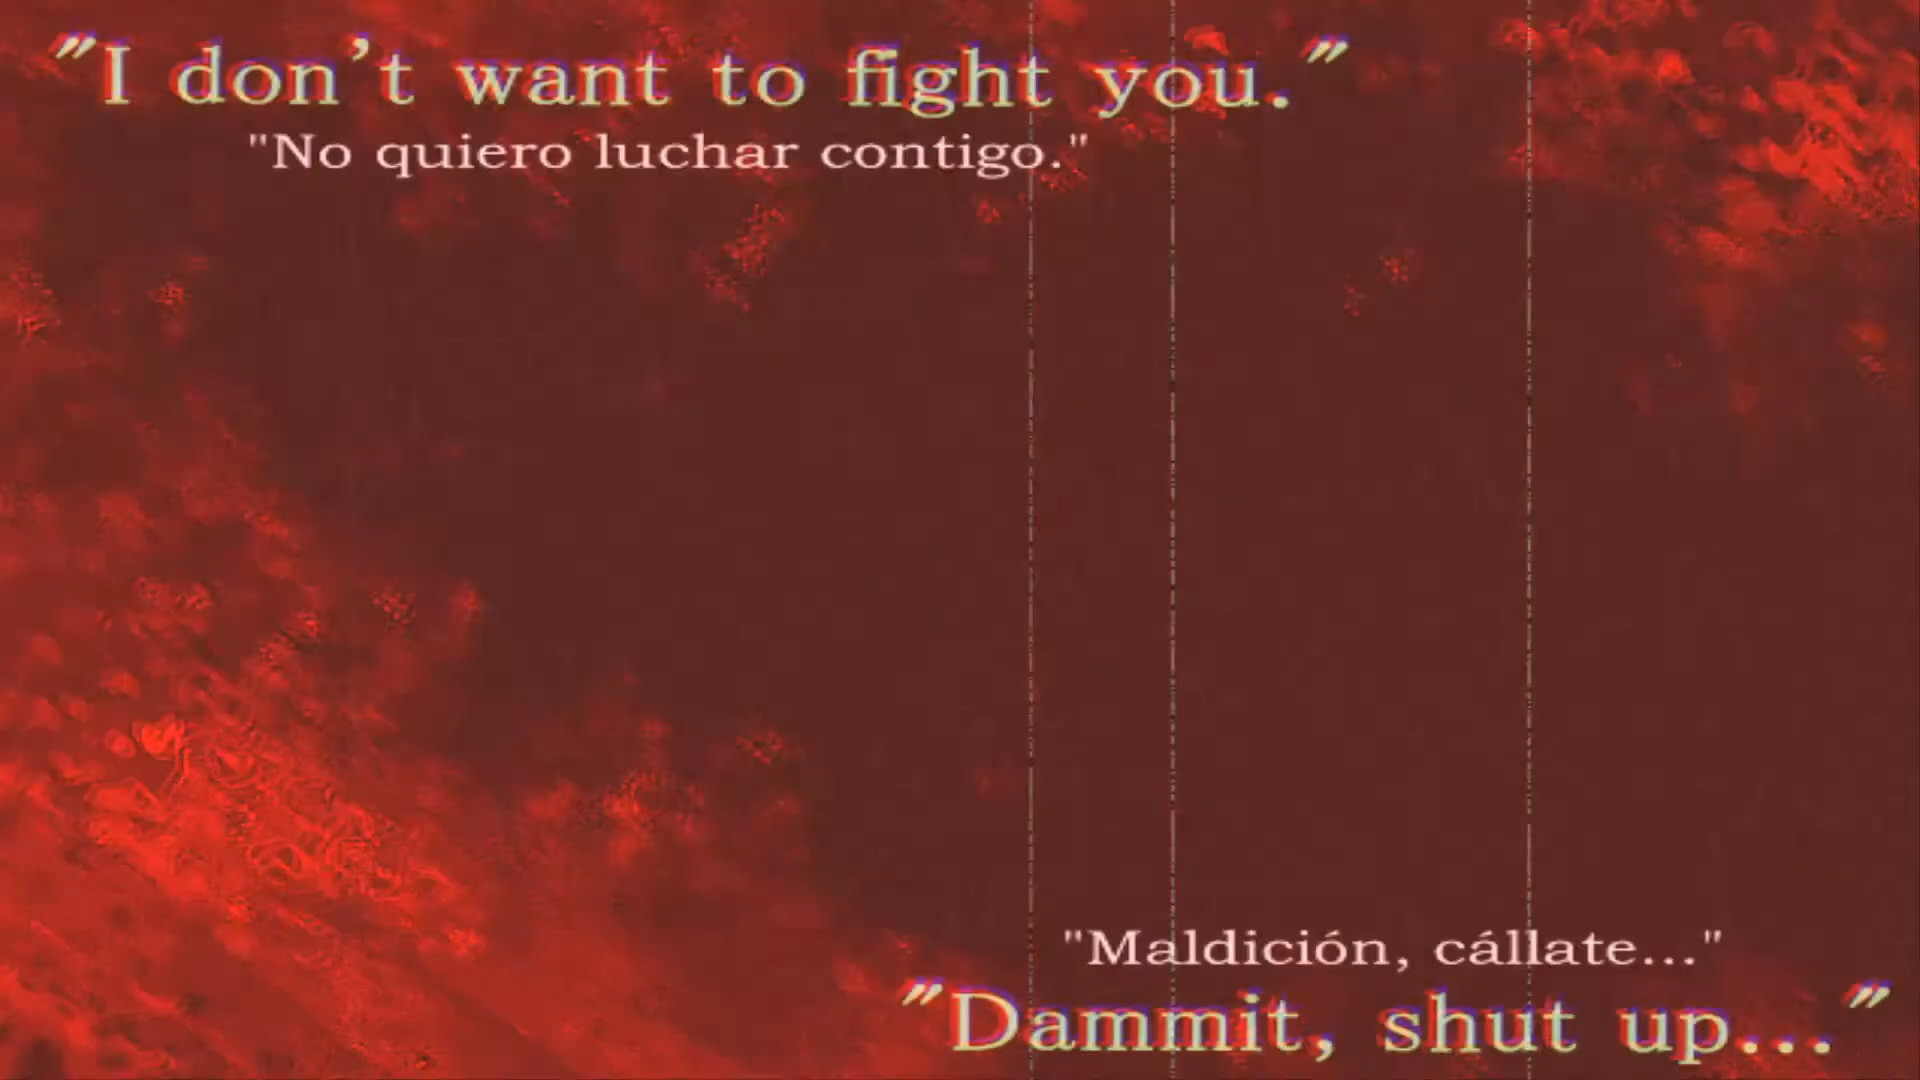 "I don't want to fight you."
"No quiero luchar contigo."
"Maldición, cállate..."
"Dammit, shut up..."